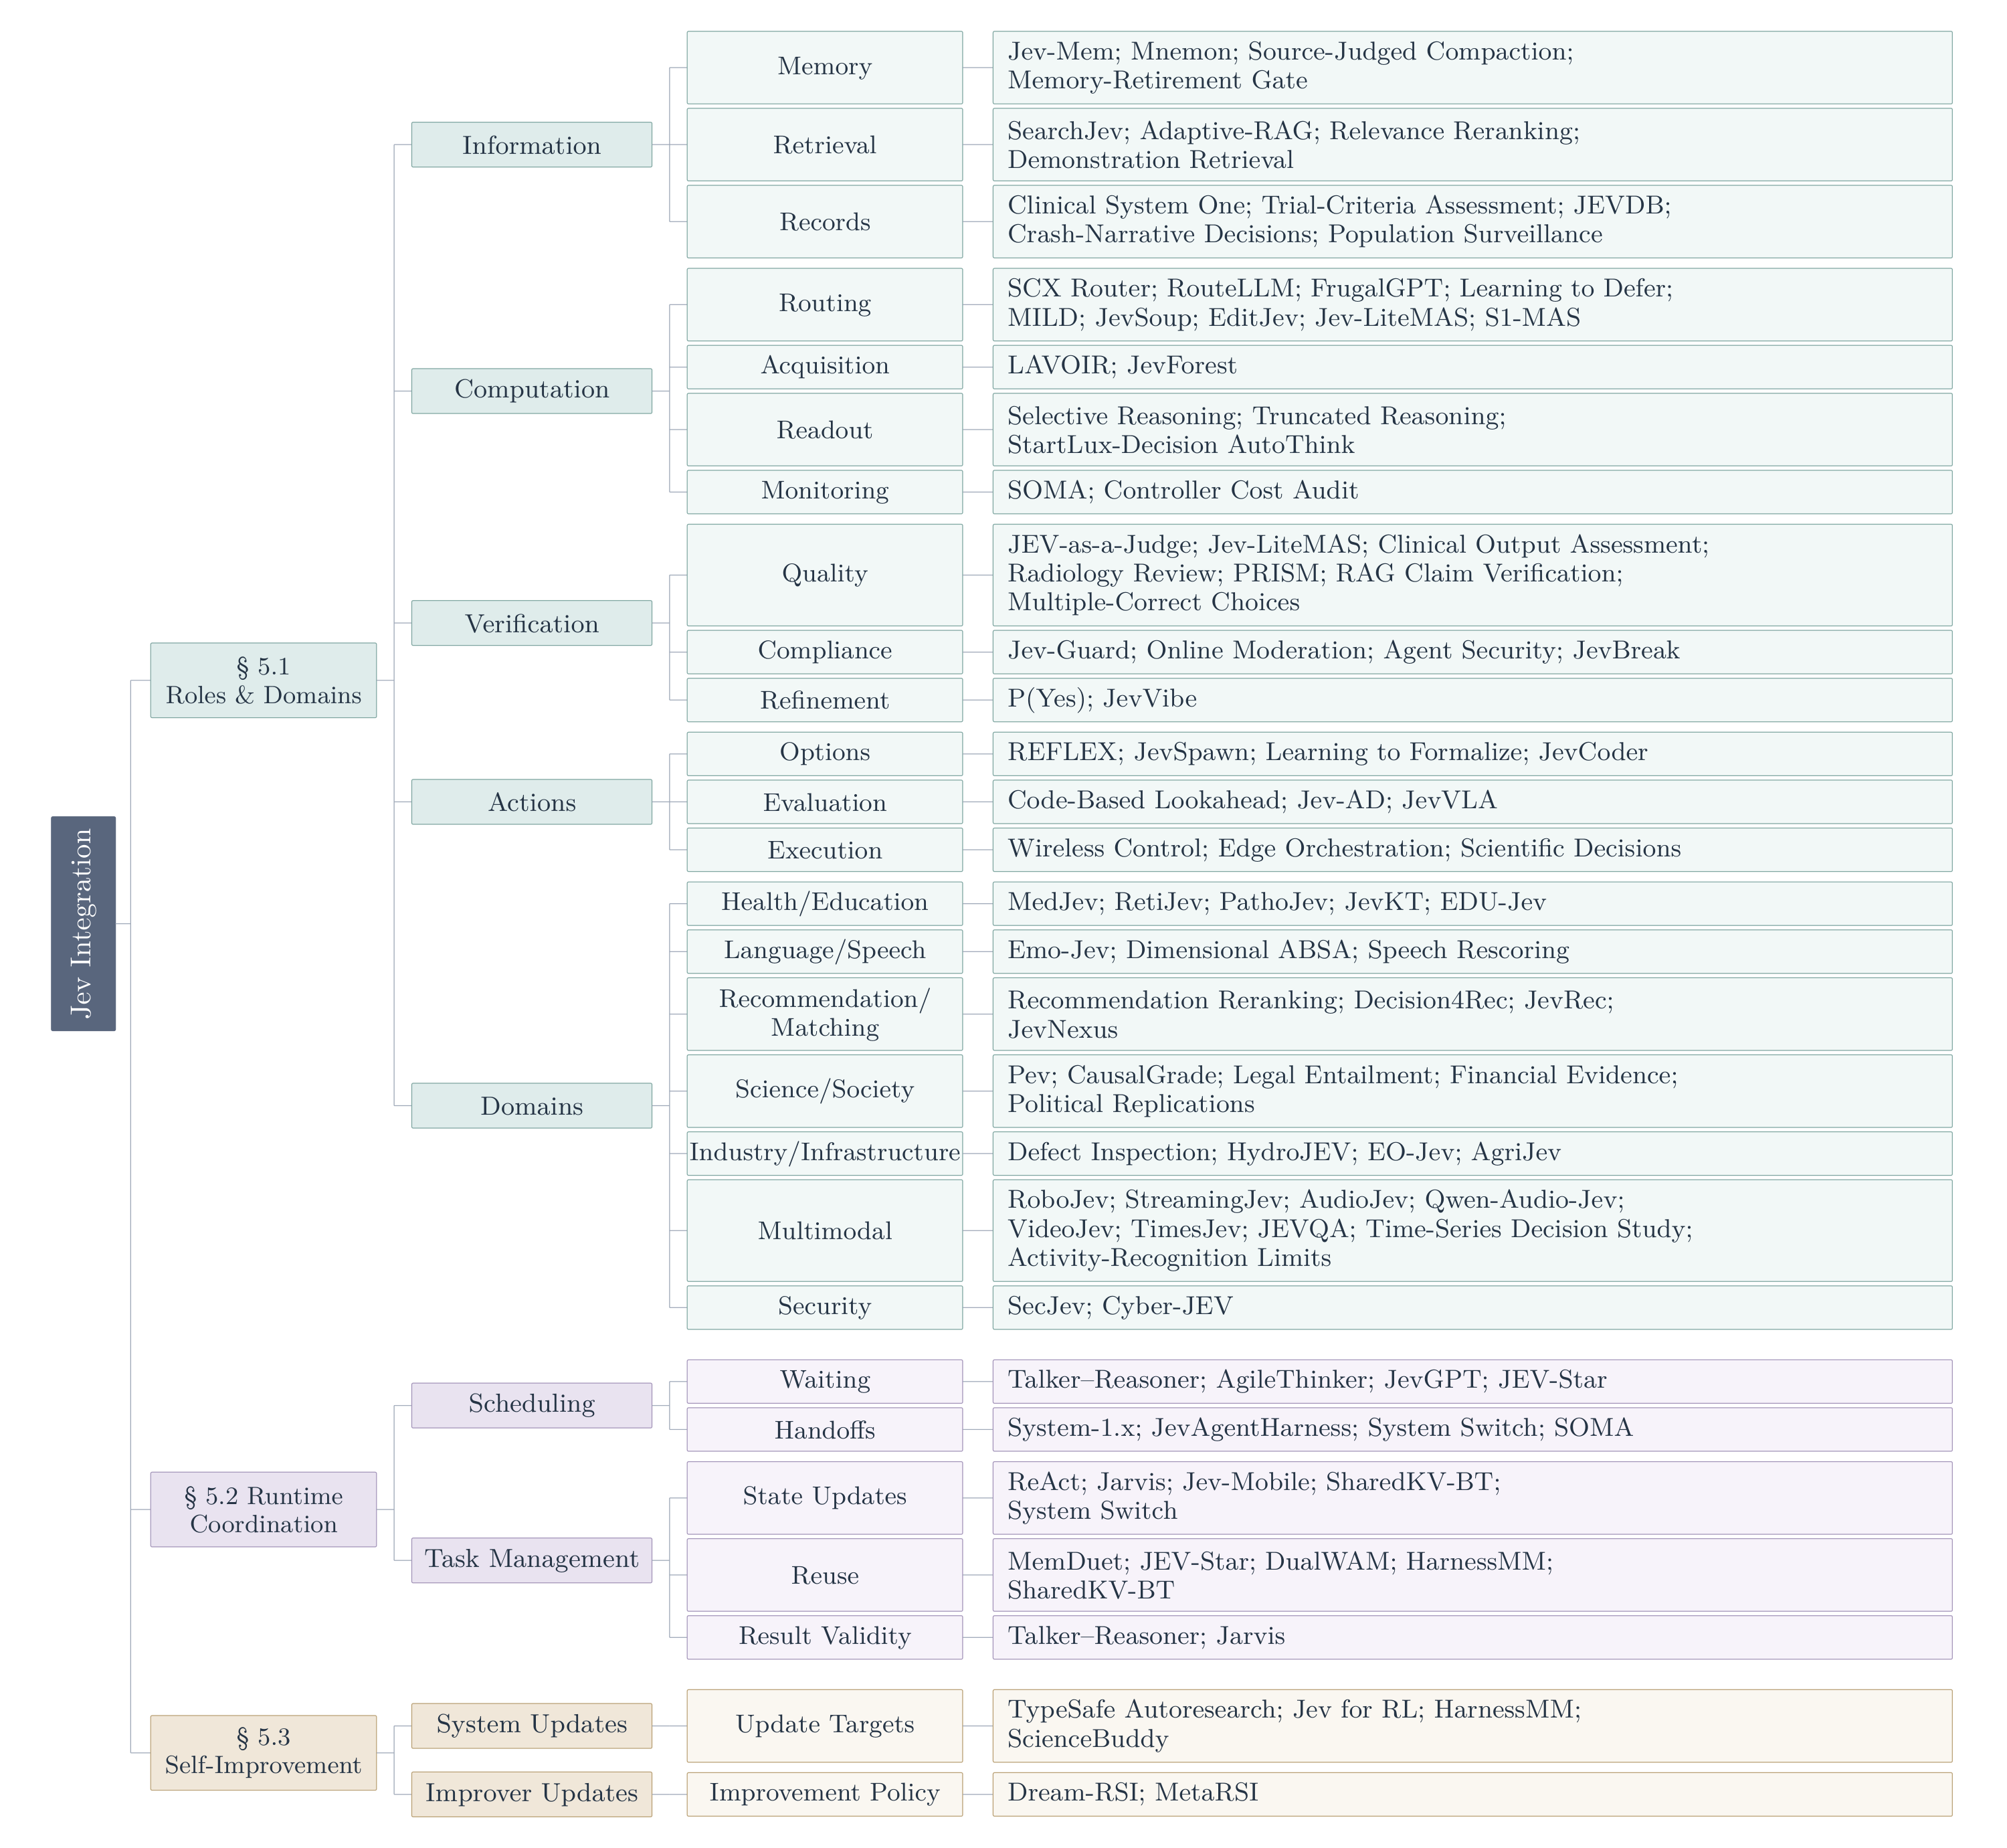 Jev Integration
§ 5.1
Roles & Domains
Information
Memory
Jev-Mem; Mnemon; Source-Judged Compaction;
Memory-Retirement Gate
Retrieval
SearchJev; Adaptive-RAG; Relevance Reranking;
Demonstration Retrieval
Records
Clinical System One; Trial-Criteria Assessment; JEVDB;
Crash-Narrative Decisions; Population Surveillance
Computation
Routing
SCX Router; RouteLLM; FrugalGPT; Learning to Defer;
MILD; JevSoup; EditJev; Jev-LiteMAS; S1-MAS
Acquisition
LAVOIR; JevForest
Readout
Selective Reasoning; Truncated Reasoning;
StartLux-Decision AutoThink
Monitoring
SOMA; Controller Cost Audit
Verification
Quality
JEV-as-a-Judge; Jev-LiteMAS; Clinical Output Assessment;
Radiology Review; PRISM; RAG Claim Verification;
Multiple-Correct Choices
Compliance
Jev-Guard; Online Moderation; Agent Security; JevBreak
Refinement
P(Yes); JevVibe
Actions
Options
REFLEX; JevSpawn; Learning to Formalize; JevCoder
Evaluation
Code-Based Lookahead; Jev-AD; JevVLA
Execution
Wireless Control; Edge Orchestration; Scientific Decisions
Domains
Health/Education
MedJev; RetiJev; PathoJev; JevKT; EDU-Jev
Language/Speech
Emo-Jev; Dimensional ABSA; Speech Rescoring
Recommendation/
Matching
Recommendation Reranking; Decision4Rec; JevRec;
JevNexus
Science/Society
Pev; CausalGrade; Legal Entailment; Financial Evidence;
Political Replications
Industry/Infrastructure
Defect Inspection; HydroJEV; EO-Jev; AgriJev
Multimodal
RoboJev; StreamingJev; AudioJev; Qwen-Audio-Jev;
VideoJev; TimesJev; JEVQA; Time-Series Decision Study;
Activity-Recognition Limits
Security
SecJev; Cyber-JEV
§ 5.2 Runtime
Coordination
Scheduling
Waiting
Talker–Reasoner; AgileThinker; JevGPT; JEV-Star
Handoffs
System-1.x; JevAgentHarness; System Switch; SOMA
Task Management
State Updates
ReAct; Jarvis; Jev-Mobile; SharedKV-BT;
System Switch
Reuse
MemDuet; JEV-Star; DualWAM; HarnessMM;
SharedKV-BT
Result Validity
Talker–Reasoner; Jarvis
§ 5.3
Self-Improvement
System Updates
Update Targets
TypeSafe Autoresearch; Jev for RL; HarnessMM;
ScienceBuddy
Improver Updates
Improvement Policy
Dream-RSI; MetaRSI